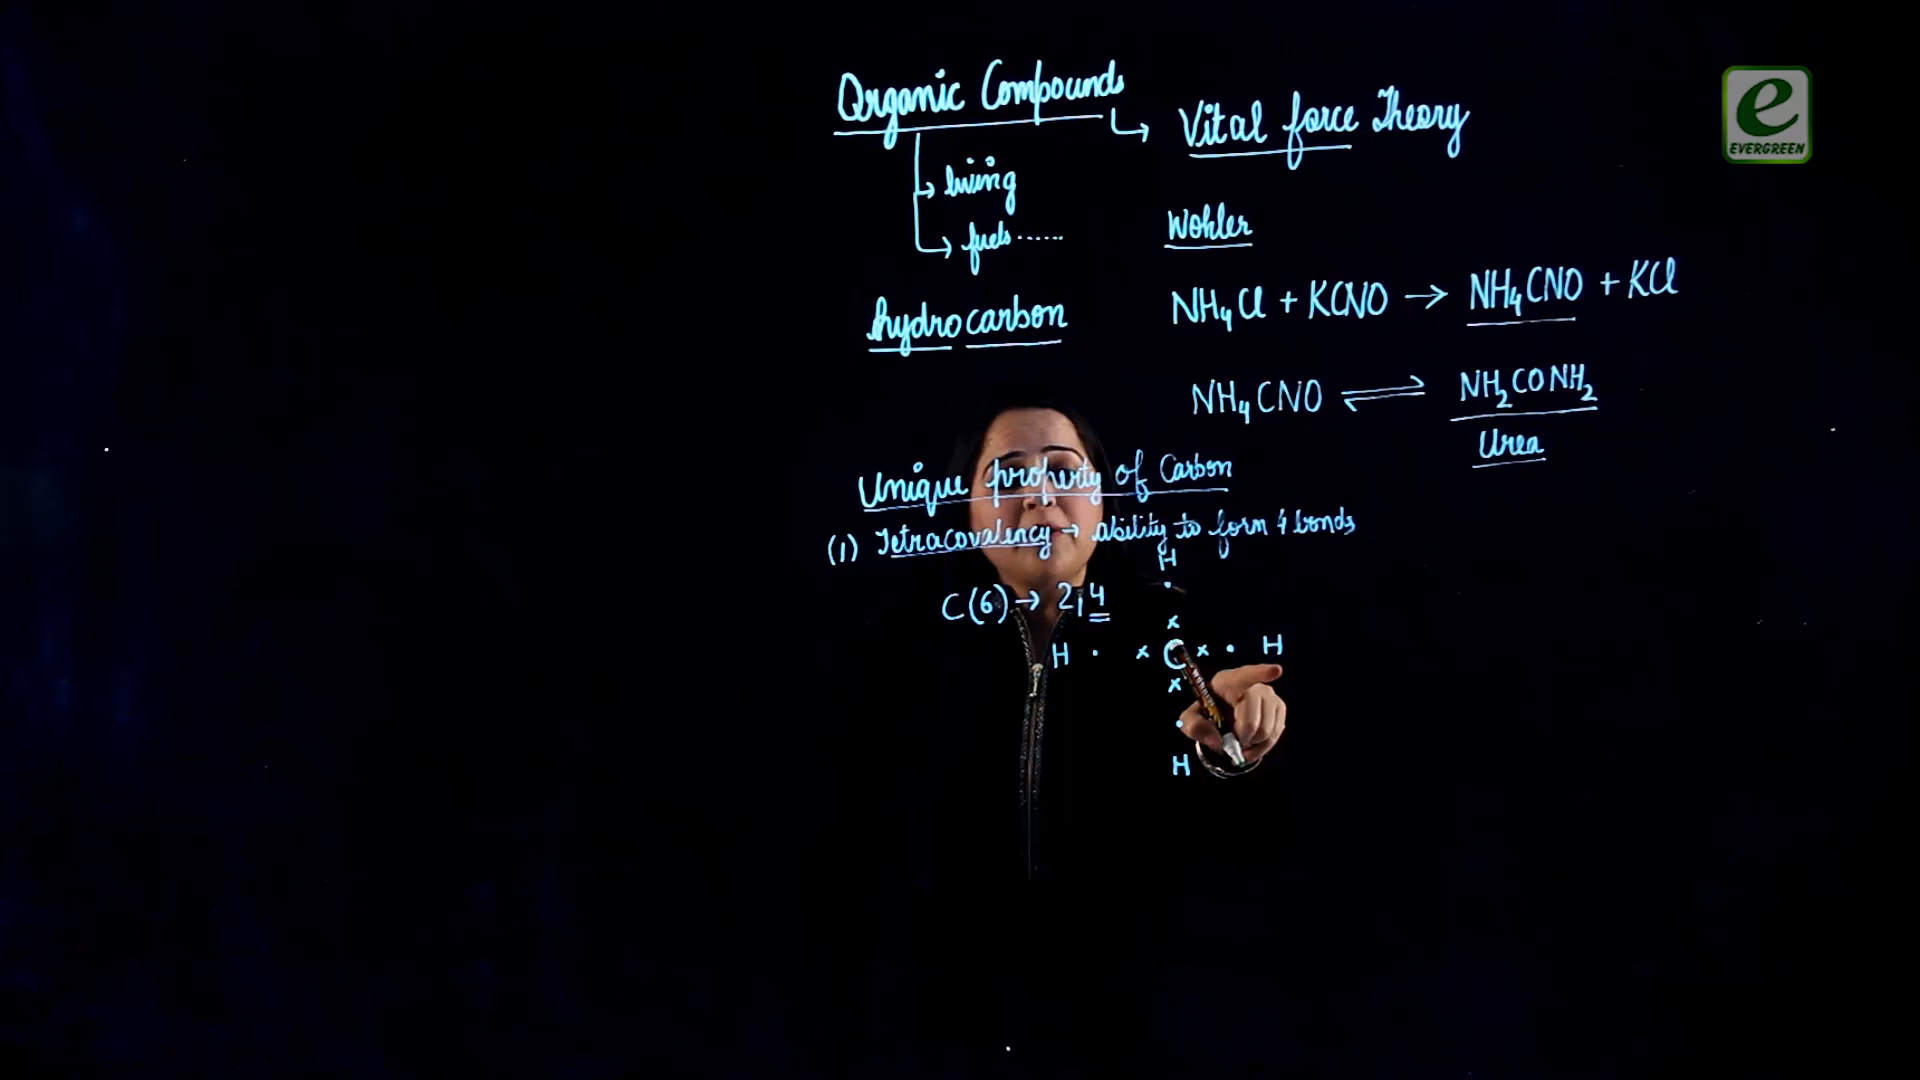 Organic Compounds
→ Vital force Theory
→ living
→ fuels ......
Wohler
hydrocarbon
NH₄Cl + KCNO → NH₄CNO + KCl
NH₄CNO ⇌ NH₂CONH₂
Urea
Unique property of Carbon
(1) Tetracovalency → ability to form 4 bonds
C(6) → 2,4
H
•
x
H • x C x • H
x
•
H
e
EVERGREEN